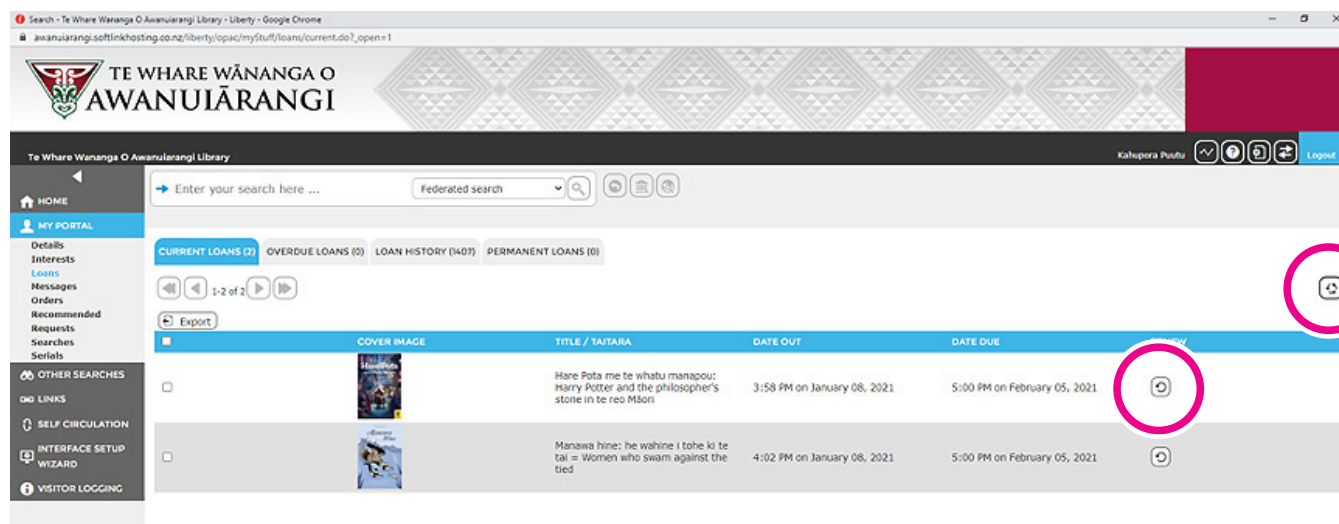 Search - Te Whare Wananga O Awanuiarangi Library - Liberty - Google Chrome
awanuiarangi.softlinkhosting.co.nz/liberty/opac/myStuff/loans/current.do?_open=1
TE WHARE WĀNANGA O
AWANUIĀRANGI
Te Whare Wananga O Awanuiarangi Library
Kahupora Puutu
Logout
Enter your search here ...
Federated search
HOME
MY PORTAL
Details
Interests
Loans
Messages
Orders
Recommended
Requests
Searches
Serials
OTHER SEARCHES
LINKS
SELF CIRCULATION
INTERFACE SETUP
WIZARD
VISITOR LOGGING
CURRENT LOANS (2) OVERDUE LOANS (0) LOAN HISTORY (1407) PERMANENT LOANS (0)
1-2 of 2
Export
COVER IMAGE TITLE / TAITARA DATE OUT DATE DUE
HarePota
Hare Pota me te whatu manapou:
Harry Potter and the philosopher's
stone in te reo Māori
3:58 PM on January 08, 2021
5:00 PM on February 05, 2021
Manawa hine: he wahine i tohe ki te
tai = Women who swam against the
tied
4:02 PM on January 08, 2021
5:00 PM on February 05, 2021